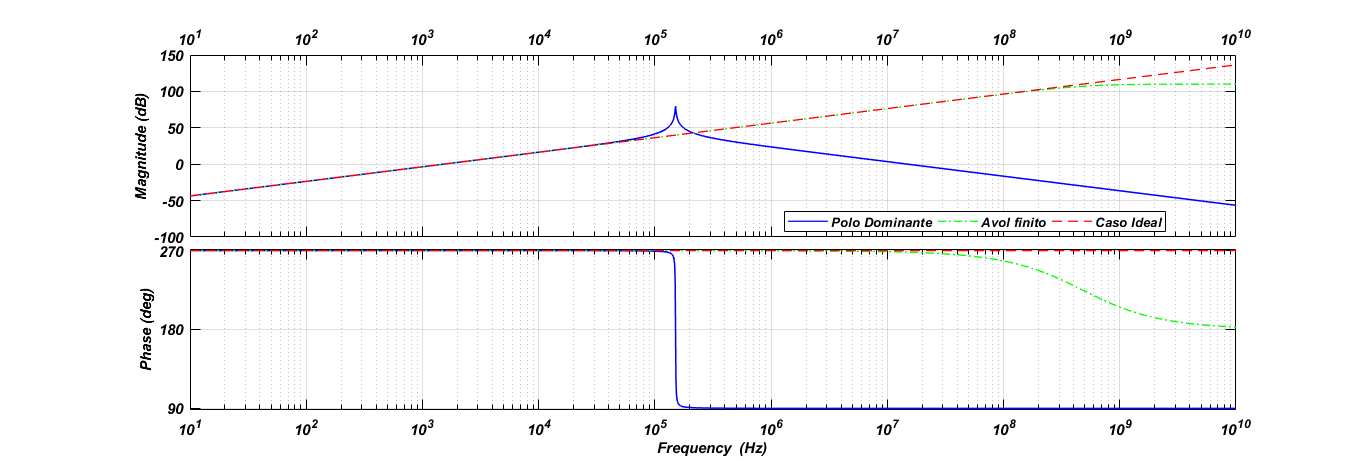 10^1 10^2 10^3 10^4 10^5 10^6 10^7 10^8 10^9 10^10
150
100
50
0
-50
-100
Magnitude (dB)
Polo Dominante Avol finito Caso Ideal
270
180
90
Phase (deg)
10^1 10^2 10^3 10^4 10^5 10^6 10^7 10^8 10^9 10^10
Frequency (Hz)